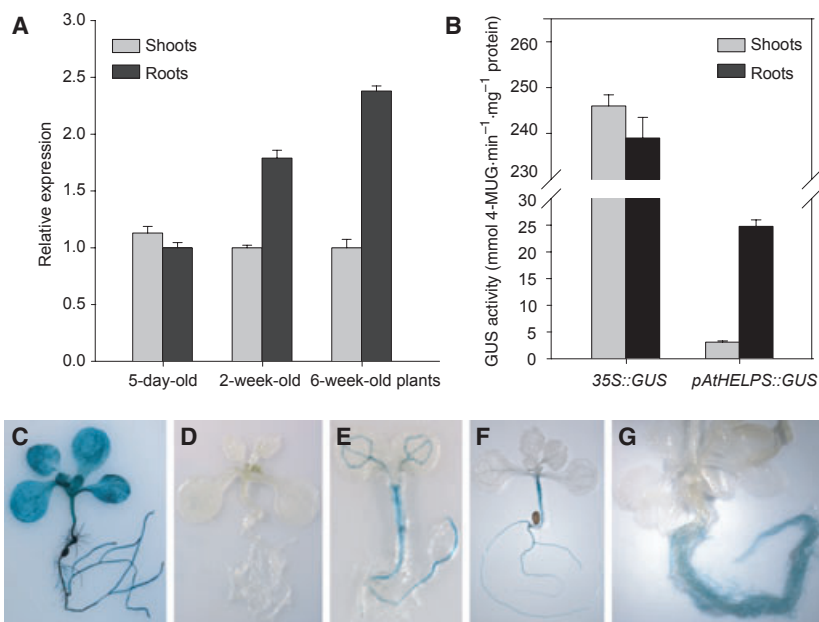 A
3.0
2.5
2.0
1.5
1.0
0.5
0.0
Relative expression
Shoots
Roots
5-day-old
2-week-old
6-week-old plants
B
260
250
240
230
30
25
20
15
10
5
0
GUS activity (mmol 4-MUG·min⁻¹·mg⁻¹ protein)
Shoots
Roots
35S::GUS
pAtHELPS::GUS
C
D
E
F
G